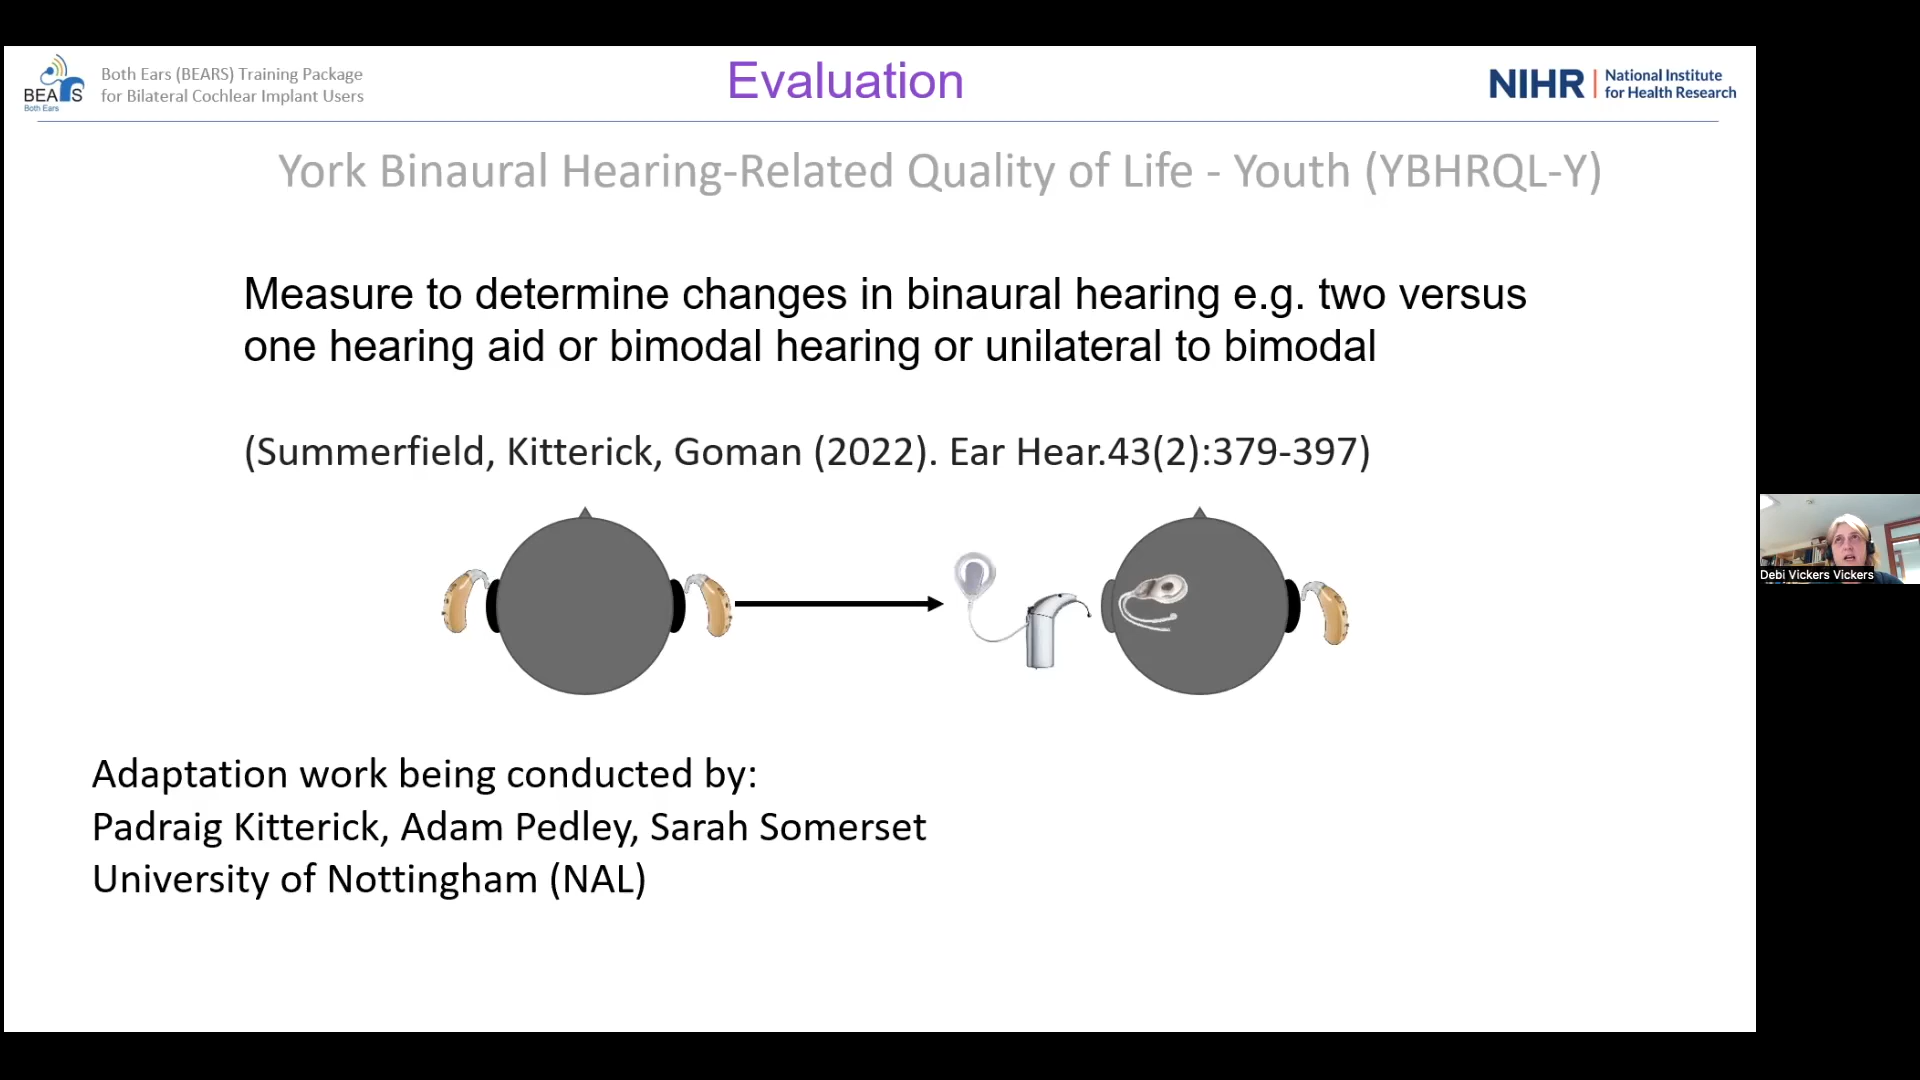 BEARS
Both Ears
Both Ears (BEARS) Training Package
for Bilateral Cochlear Implant Users
Evaluation
NIHR | National Institute
for Health Research
York Binaural Hearing-Related Quality of Life - Youth (YBHRQL-Y)
Measure to determine changes in binaural hearing e.g. two versus
one hearing aid or bimodal hearing or unilateral to bimodal
(Summerfield, Kitterick, Goman (2022). Ear Hear.43(2):379-397)
Debi Vickers Vickers
Adaptation work being conducted by:
Padraig Kitterick, Adam Pedley, Sarah Somerset
University of Nottingham (NAL)